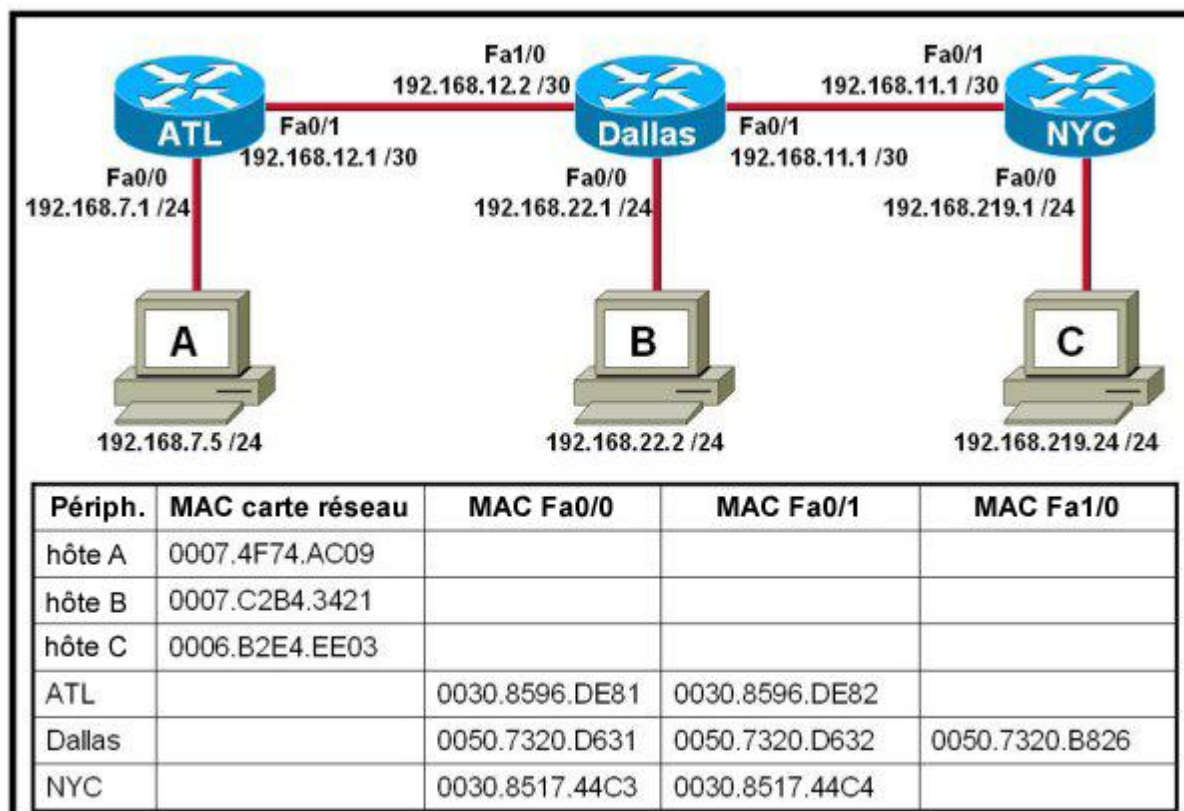 Fa1/0
192.168.12.2 /30
Fa0/1
192.168.11.1 /30
ATL
Dallas
NYC
Fa0/1
192.168.12.1 /30
Fa0/1
192.168.11.1 /30
Fa0/0
192.168.7.1 /24
Fa0/0
192.168.22.1 /24
Fa0/0
192.168.219.1 /24
A
B
C
192.168.7.5 /24
192.168.22.2 /24
192.168.219.24 /24
Périph. MAC carte réseau MAC Fa0/0 MAC Fa0/1 MAC Fa1/0
hôte A 0007.4F74.AC09
hôte B 0007.C2B4.3421
hôte C 0006.B2E4.EE03
ATL 0030.8596.DE81 0030.8596.DE82
Dallas 0050.7320.D631 0050.7320.D632 0050.7320.B826
NYC 0030.8517.44C3 0030.8517.44C4